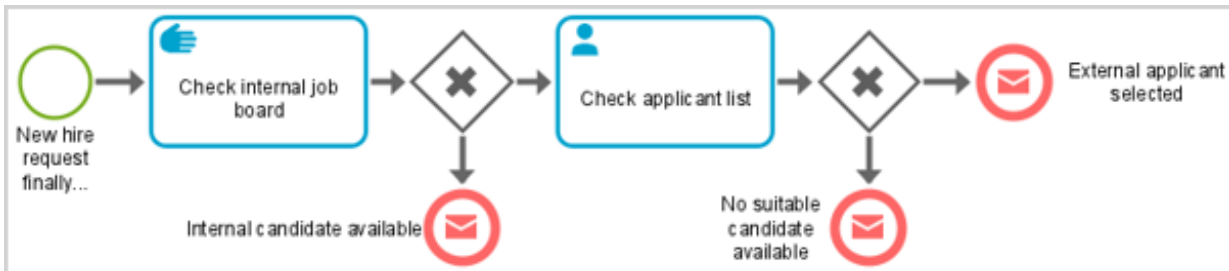 New hire
request
finally...
Check internal job
board
Internal candidate available
Check applicant list
No suitable
candidate
available
External applicant
selected